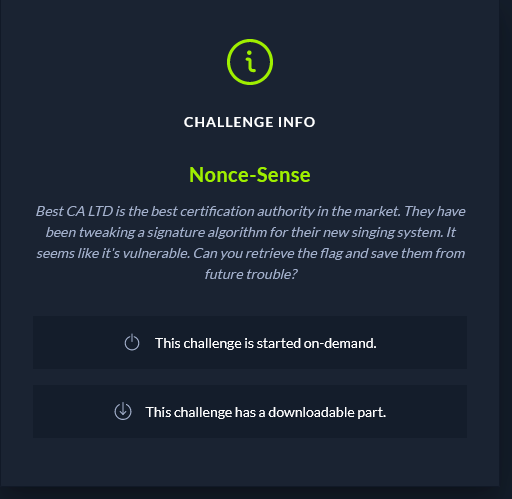 CHALLENGE INFO
Nonce-Sense
Best CA LTD is the best certification authority in the market. They have
been tweaking a signature algorithm for their new singing system. It
seems like it's vulnerable. Can you retrieve the flag and save them from
future trouble?
This challenge is started on-demand.
This challenge has a downloadable part.